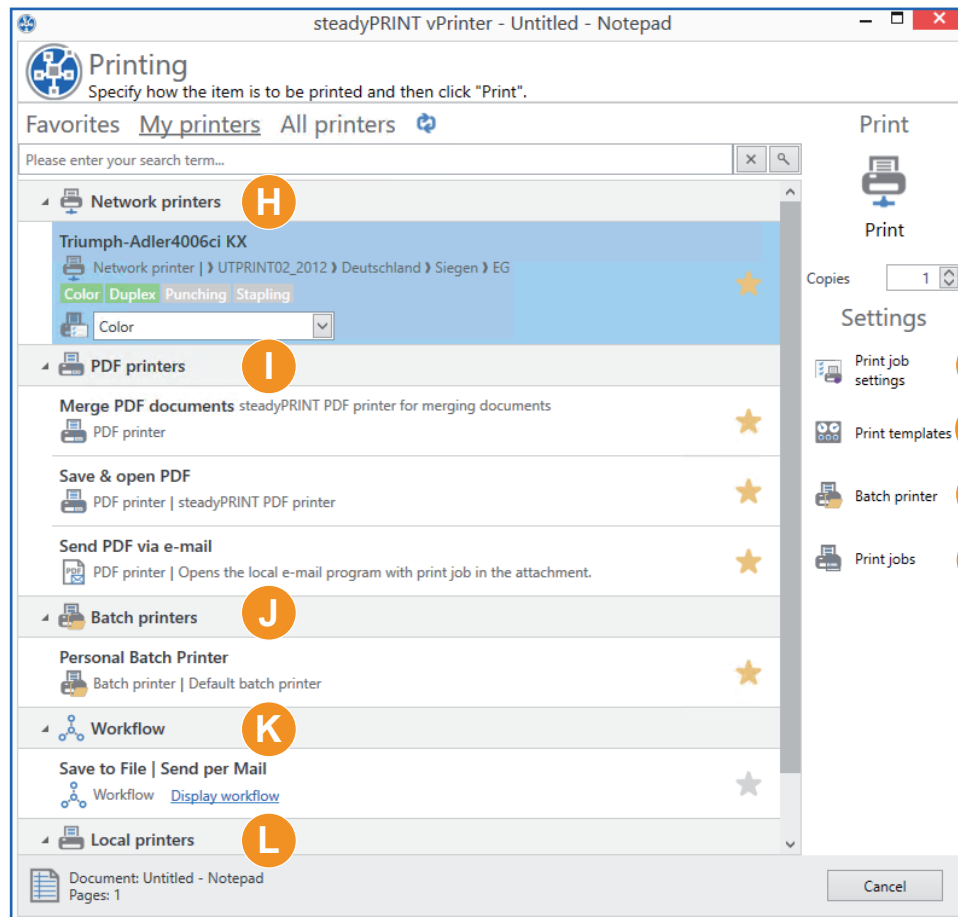 steadyPRINT vPrinter - Untitled - Notepad
Printing
Specify how the item is to be printed and then click "Print".
Favorites My printers All printers
Please enter your search term...
Network printers H
Triumph-Adler4006ci KX
Network printer | ❯ UTPRINT02_2012 ❯ Deutschland ❯ Siegen ❯ EG
Color Duplex Punching Stapling
Color
PDF printers I
Merge PDF documents steadyPRINT PDF printer for merging documents
PDF printer
Save & open PDF
PDF printer | steadyPRINT PDF printer
Send PDF via e-mail
PDF
PDF printer | Opens the local e-mail program with print job in the attachment.
Batch printers J
Personal Batch Printer
Batch printer | Default batch printer
Workflow K
Save to File | Send per Mail
Workflow Display workflow
Local printers L
Print
Print
Copies 1
Settings
Print job
settings
Print templates
Batch printer
Print jobs
Document: Untitled - Notepad
Pages: 1
Cancel